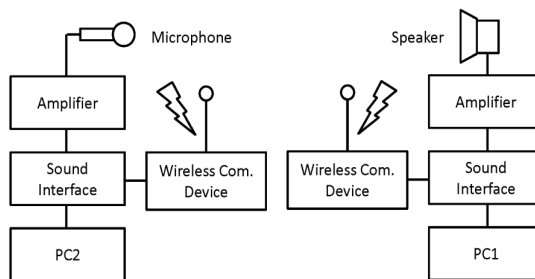 Microphone
Speaker
Amplifier
Amplifier
Sound
Interface
Wireless Com.
Device
Wireless Com.
Device
Sound
Interface
PC2
PC1